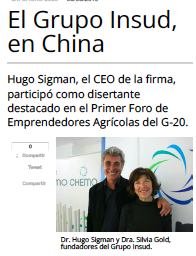 El Grupo Insud,
en China
Hugo Sigman, el CEO de la firma,
participó como disertante
destacado en el Primer Foro de
Emprendedores Agrícolas del G-20.
0
Compartir
Tweet
Compartir
MO CHEMO
Dr. Hugo Sigman y Dra. Silvia Gold,
fundadores del Grupo Insud.